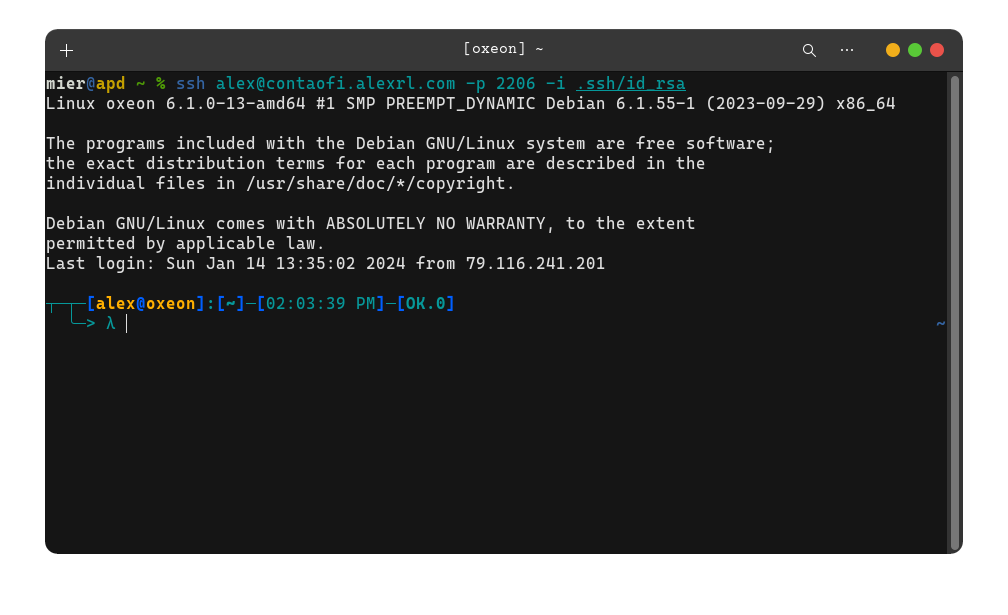 [oxeon] ~
mier@apd ~ % ssh alex@contaofi.alexrl.com -p 2206 -i .ssh/id_rsa
Linux oxeon 6.1.0-13-amd64 #1 SMP PREEMPT_DYNAMIC Debian 6.1.55-1 (2023-09-29) x86_64
The programs included with the Debian GNU/Linux system are free software;
the exact distribution terms for each program are described in the
individual files in /usr/share/doc/*/copyright.
Debian GNU/Linux comes with ABSOLUTELY NO WARRANTY, to the extent
permitted by applicable law.
Last login: Sun Jan 14 13:35:02 2024 from 79.116.241.201
┬─┬─[alex@oxeon]:[~]─[02:03:39 PM]─[OK.0]
╰─> λ ~